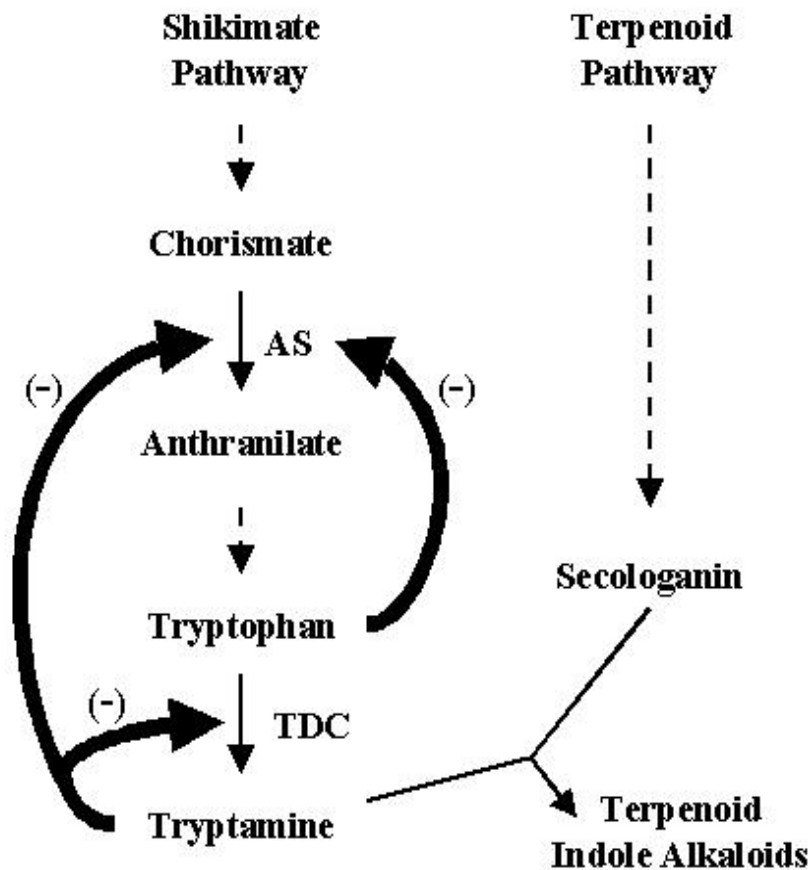 Shikimate
Pathway
Terpenoid
Pathway
Chorismate
AS
(-)
(-)
Anthranilate
Secologanin
Tryptophan
(-)
TDC
Tryptamine
Terpenoid
Indole Alkaloids